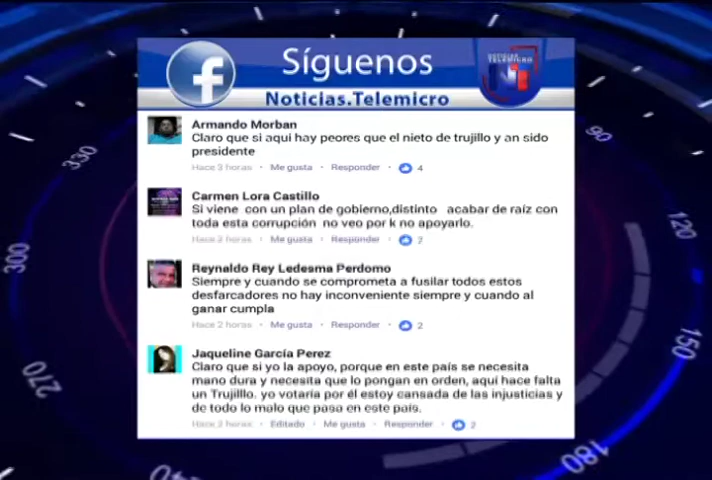 Síguenos
NOTICIAS
TELEMICRO
Noticias.Telemicro
Armando Morban
Claro que si aqui hay peores que el nieto de trujillo y an sido
presidente
Hace 3 horas · Me gusta · Responder · 4
Carmen Lora Castillo
Si viene con un plan de gobierno,distinto acabar de raíz con
toda esta corrupción no veo por k no apoyarlo.
Hace 2 horas · Me gusta · Responder · 2
Reynaldo Rey Ledesma Perdomo
Siempre y cuando se comprometa a fusilar todos estos
desfarcadores no hay inconveniente siempre y cuando al
ganar cumpla
Hace 2 horas · Me gusta · Responder · 2
Jaqueline García Perez
Claro que si yo la apoyo, porque en este país se necesita
mano dura y necesita que lo pongan en orden, aquí hace falta
un Trujilllo. yo votaría por él estoy cansada de las injusticias y
de todo lo malo que pasa en este país.
Hace 2 horas · Editado · Me gusta · Responder · 2
330
300
270
90
120
150
180